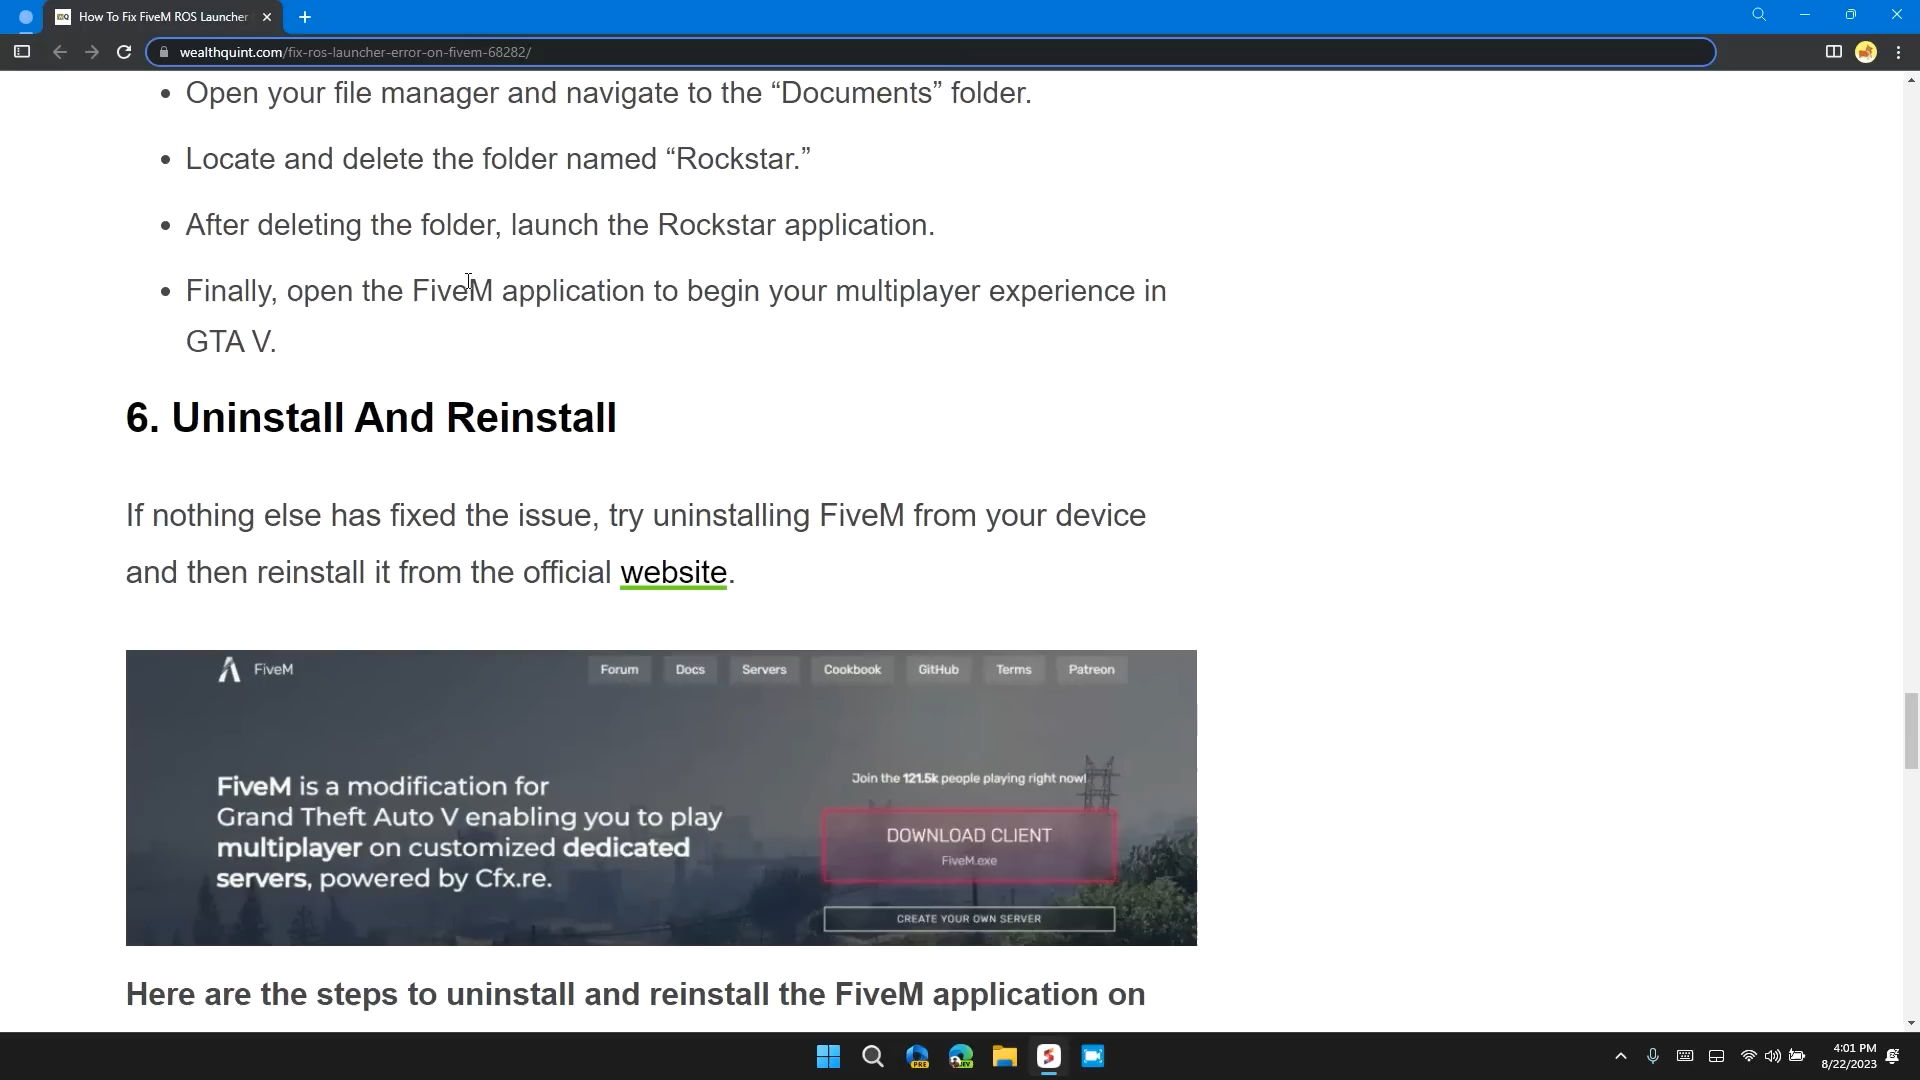 How To Fix FiveM ROS Launcher
wealthquint.com/fix-ros-launcher-error-on-fivem-68282/
• Open your file manager and navigate to the “Documents” folder.
• Locate and delete the folder named “Rockstar.”
• After deleting the folder, launch the Rockstar application.
• Finally, open the FiveM application to begin your multiplayer experience in
GTA V.
6. Uninstall And Reinstall
If nothing else has fixed the issue, try uninstalling FiveM from your device
and then reinstall it from the official website.
FiveM Forum Docs Servers Cookbook GitHub Terms Patreon
FiveM is a modification for
Grand Theft Auto V enabling you to play
multiplayer on customized dedicated
servers, powered by Cfx.re.
Join the 121.5k people playing right now!
DOWNLOAD CLIENT
FiveM.exe
CREATE YOUR OWN SERVER
Here are the steps to uninstall and reinstall the FiveM application on
PRE
4:01 PM
8/22/2023